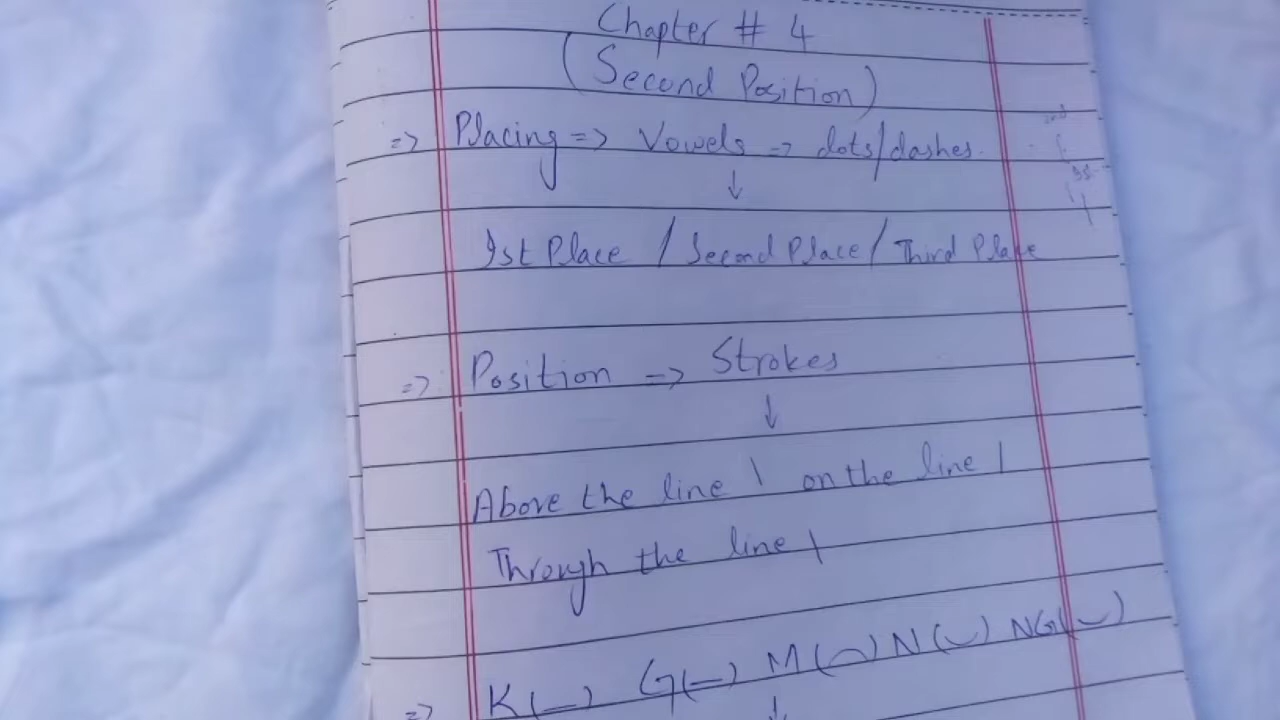 Chapter # 4
(Second Position)
=> Placing => Vowels => dots/dashes.
↓
1st Place / Second Place / Third Place
=> Position => Strokes
↓
Above the line \ on the line |
Through the line \
=> K(—) G(=) M(⌒) N(‿) NG(‿)
↓